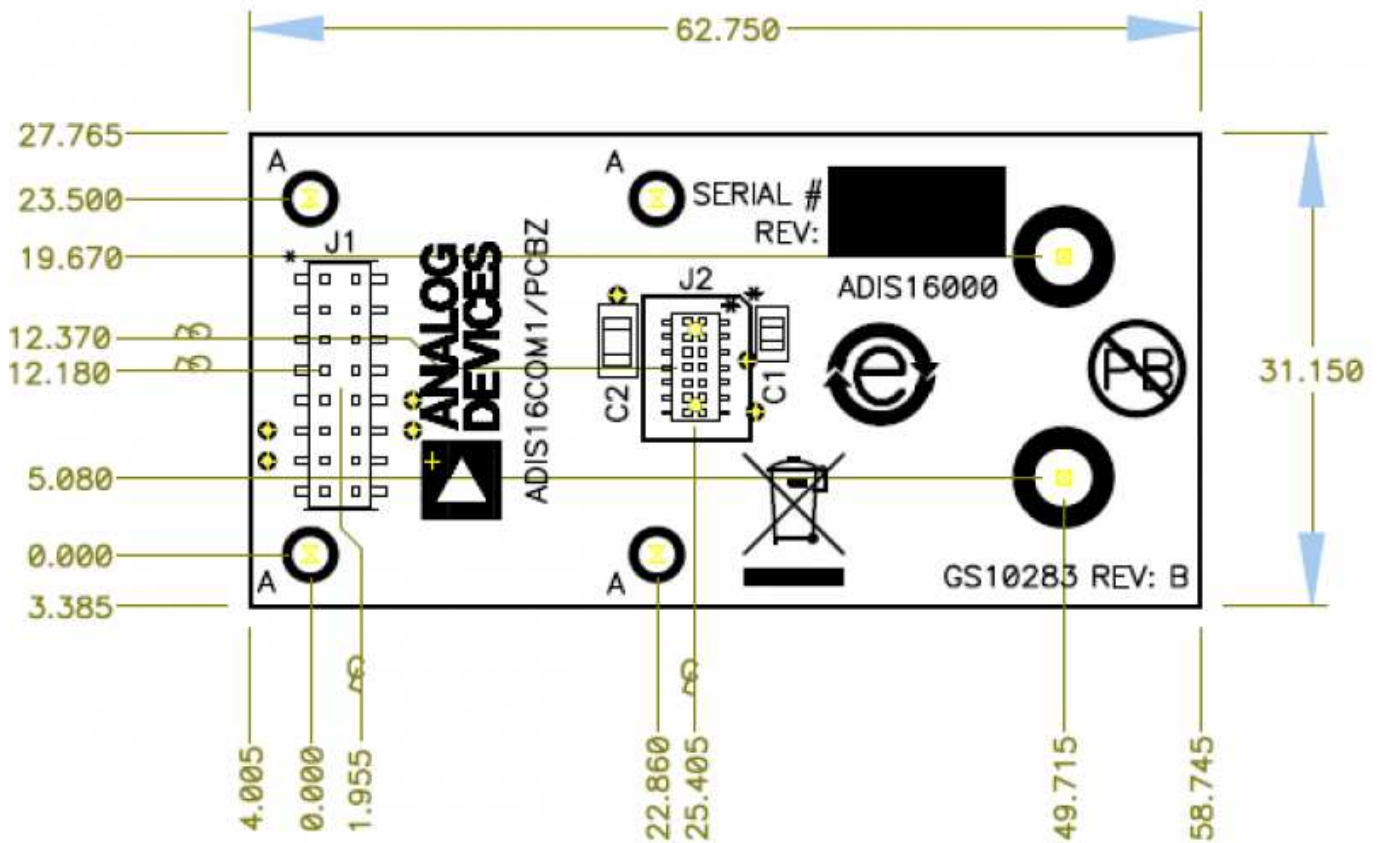 62.750
27.765
A
A
23.500
SERIAL #
REV:
19.670
* J1
ANALOG
DEVICES
ADIS16COM1/PCBZ
J2
* *
ADIS16000
12.370
12.180
C2
C1
e
PB
31.150
5.080
0.000
A
A
GS10283 REV: B
3.385
4.005
0.000
1.955
22.860
25.405
49.715
58.745